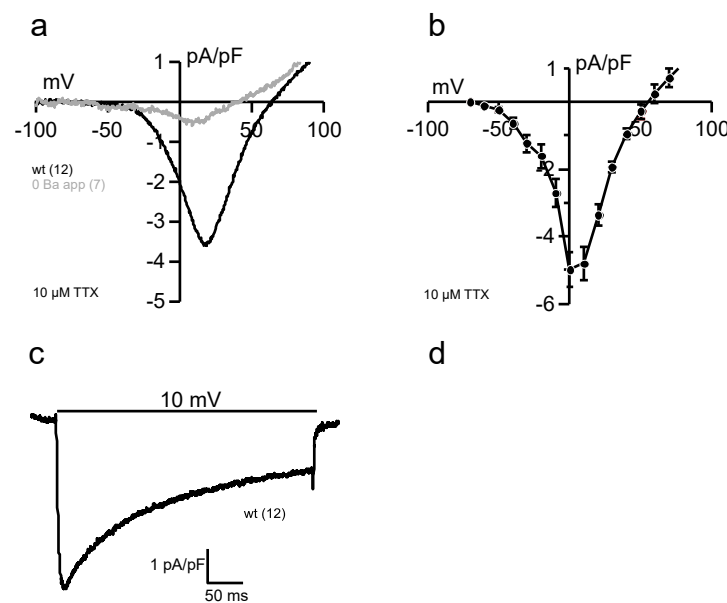 a
pA/pF
mV
1
-100
-50
50
100
-1
-2
-3
-4
-5
wt (12)
0 Ba app (7)
10 µM TTX
b
pA/pF
mV
1
-100
-50
50
100
-2
-4
-6
10 µM TTX
c
10 mV
wt (12)
1 pA/pF
50 ms
d